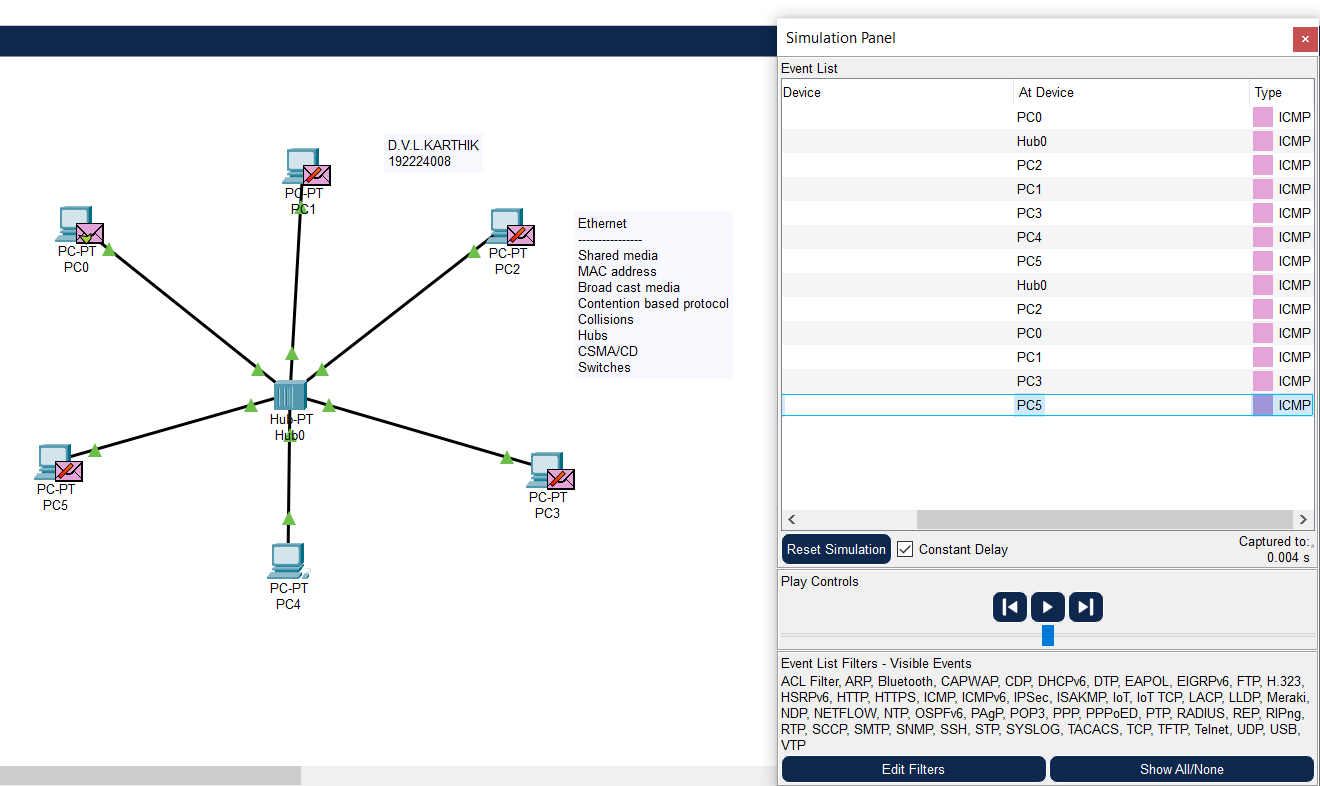 Simulation Panel
Event List
Device At Device Type
PC0 ICMP
Hub0 ICMP
PC2 ICMP
PC1 ICMP
PC3 ICMP
PC4 ICMP
PC5 ICMP
Hub0 ICMP
PC2 ICMP
PC0 ICMP
PC1 ICMP
PC3 ICMP
PC5 ICMP
Reset Simulation
Constant Delay
Captured to:
0.004 s
Play Controls
Event List Filters - Visible Events
ACL Filter, ARP, Bluetooth, CAPWAP, CDP, DHCPv6, DTP, EAPOL, EIGRPv6, FTP, H.323,
HSRPv6, HTTP, HTTPS, ICMP, ICMPv6, IPSec, ISAKMP, IoT, IoT TCP, LACP, LLDP, Meraki,
NDP, NETFLOW, NTP, OSPFv6, PAgP, POP3, PPP, PPPoED, PTP, RADIUS, REP, RIPng,
RTP, SCCP, SMTP, SNMP, SSH, STP, SYSLOG, TACACS, TCP, TFTP, Telnet, UDP, USB,
VTP
Edit Filters
Show All/None
D.V.L.KARTHIK
192224008
PC-PT
PC1
PC-PT
PC0
PC-PT
PC2
Ethernet
----------------
Shared media
MAC address
Broad cast media
Contention based protocol
Collisions
Hubs
CSMA/CD
Switches
Hub-PT
Hub0
PC-PT
PC5
PC-PT
PC3
PC-PT
PC4